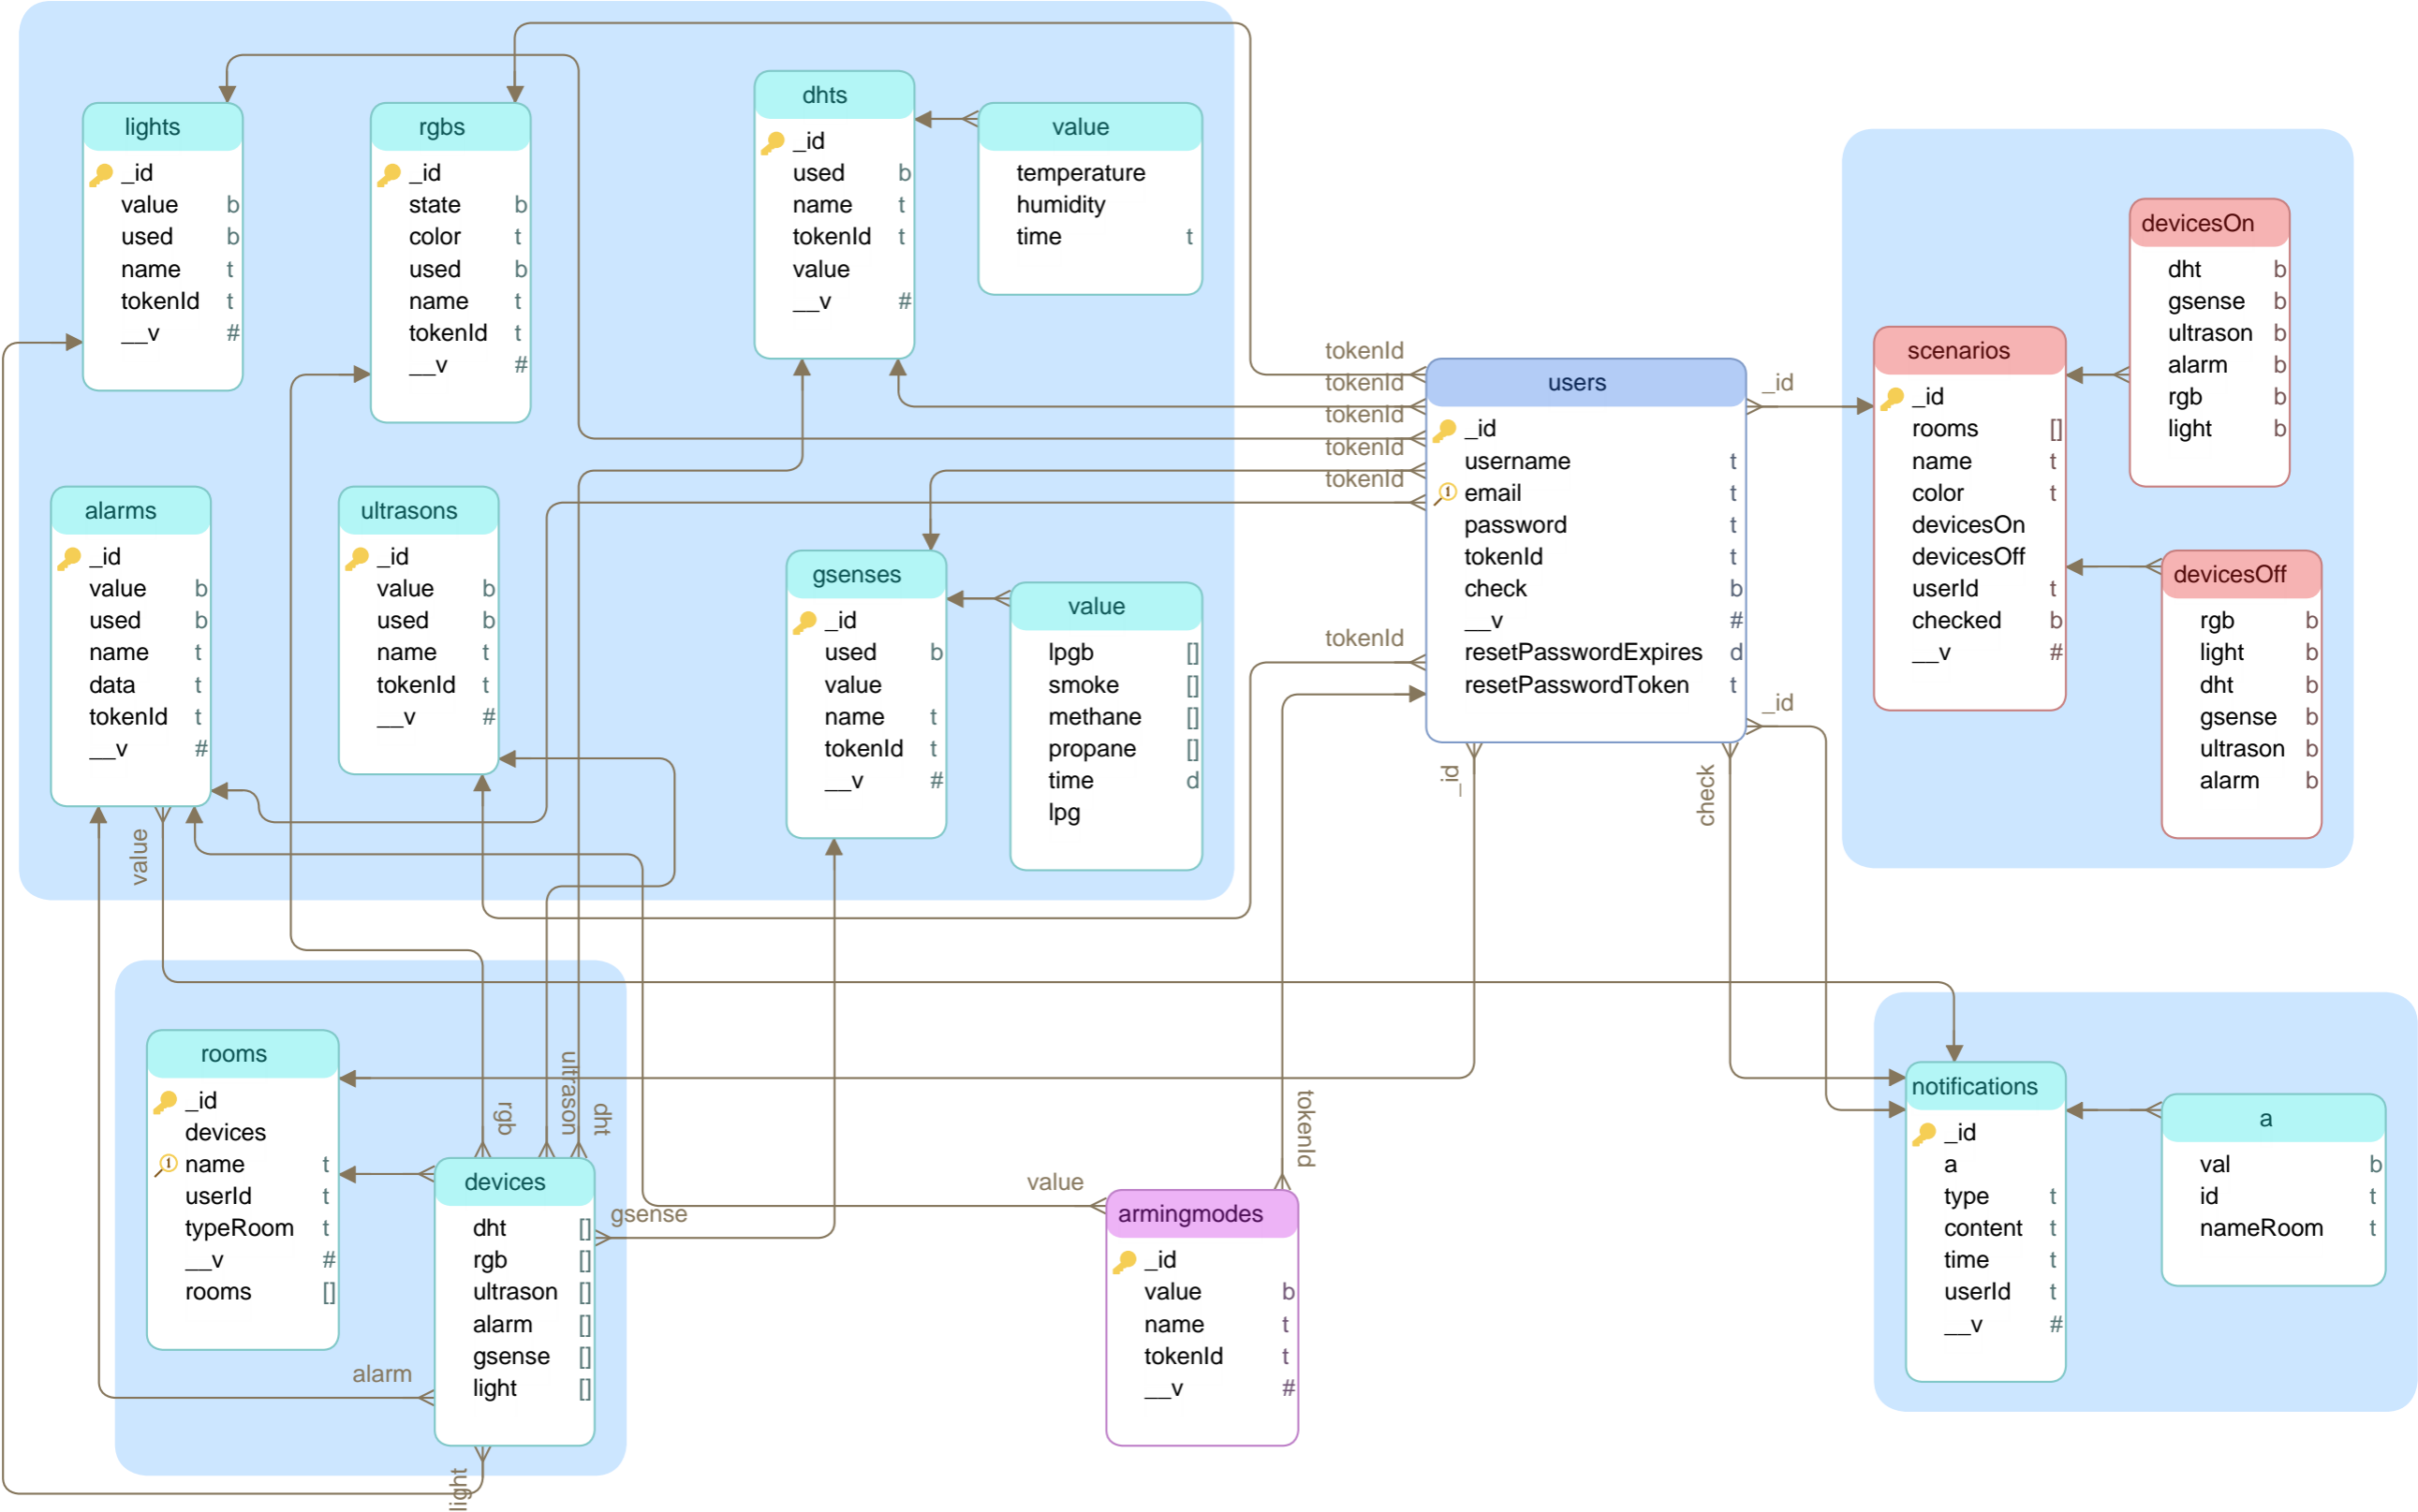 lights
_id
value b
used b
name t
tokenId t
__v #
rgbs
_id
state b
color t
used b
name t
tokenId t
__v #
dhts
_id
used b
name t
tokenId t
value
__v #
value
temperature
humidity
time t
alarms
_id
value b
used b
name t
data t
tokenId t
__v #
value
ultrasons
_id
value b
used b
name t
tokenId t
__v #
gsenses
_id
used b
value
name t
tokenId t
__v #
value
lpgb []
smoke []
methane []
propane []
time d
lpg
tokenId
tokenId
tokenId
tokenId
tokenId
tokenId
users
_id
username t
1 email t
password t
tokenId t
check b
__v #
resetPasswordExpires d
resetPasswordToken t
_id
_id
_id
check
scenarios
_id
rooms []
name t
color t
devicesOn
devicesOff
userId t
checked b
__v #
devicesOn
dht b
gsense b
ultrason b
alarm b
rgb b
light b
devicesOff
rgb b
light b
dht b
gsense b
ultrason b
alarm b
rooms
_id
devices
1 name t
userId t
typeRoom t
__v #
rooms []
rgb
ultrason
dht
devices
dht []
rgb []
ultrason []
alarm []
gsense []
light []
gsense
alarm
light
value
tokenId
armingmodes
_id
value b
name t
tokenId t
__v #
notifications
_id
a
type t
content t
time t
userId t
__v #
a
val b
id t
nameRoom t